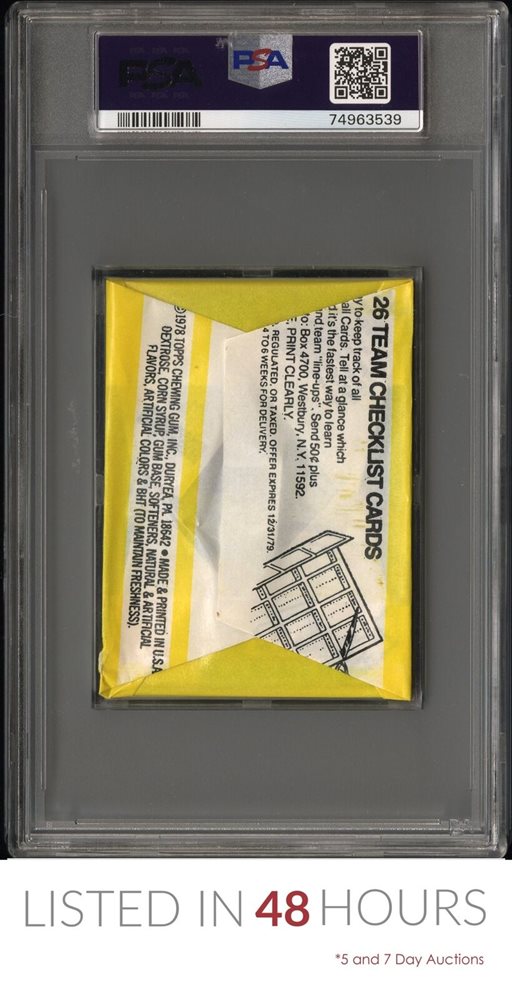 PSA
PSA
74963539
26 TEAM CHECKLIST CARDS
y to keep track of all
all Cards. Tell at a glance which
d it's the fastest way to learn
nd team "line-ups". Send 50¢ plus
o: Box 4700, Westbury, N.Y. 11592.
PRINT CLEARLY.
REGULATED, OR TAXED. OFFER EXPIRES 12/31/79.
4 TO 6 WEEKS FOR DELIVERY.
©1978 TOPPS CHEWING GUM, INC., DURYEA, PA. 18642 • MADE & PRINTED IN U.S.A.
DEXTROSE, CORN SYRUP, GUM BASE, SOFTENERS, NATURAL & ARTIFICIAL
FLAVORS, ARTIFICIAL COLORS & BHT (TO MAINTAIN FRESHNESS).
LISTED IN 48 HOURS
*5 and 7 Day Auctions